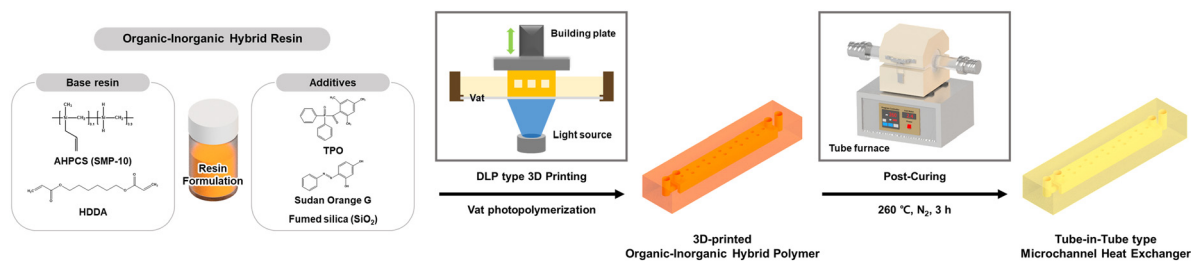 Organic-Inorganic Hybrid Resin
Base resin
AHPCS (SMP-10)
HDDA
Resin
Formulation
Additives
TPO
Sudan Orange G
Fumed silica (SiO₂)
Building plate
Vat
Light source
DLP type 3D Printing
Vat photopolymerization
3D-printed
Organic-Inorganic Hybrid Polymer
Tube furnace
Post-Curing
260 ℃, N₂, 3 h
Tube-in-Tube type
Microchannel Heat Exchanger